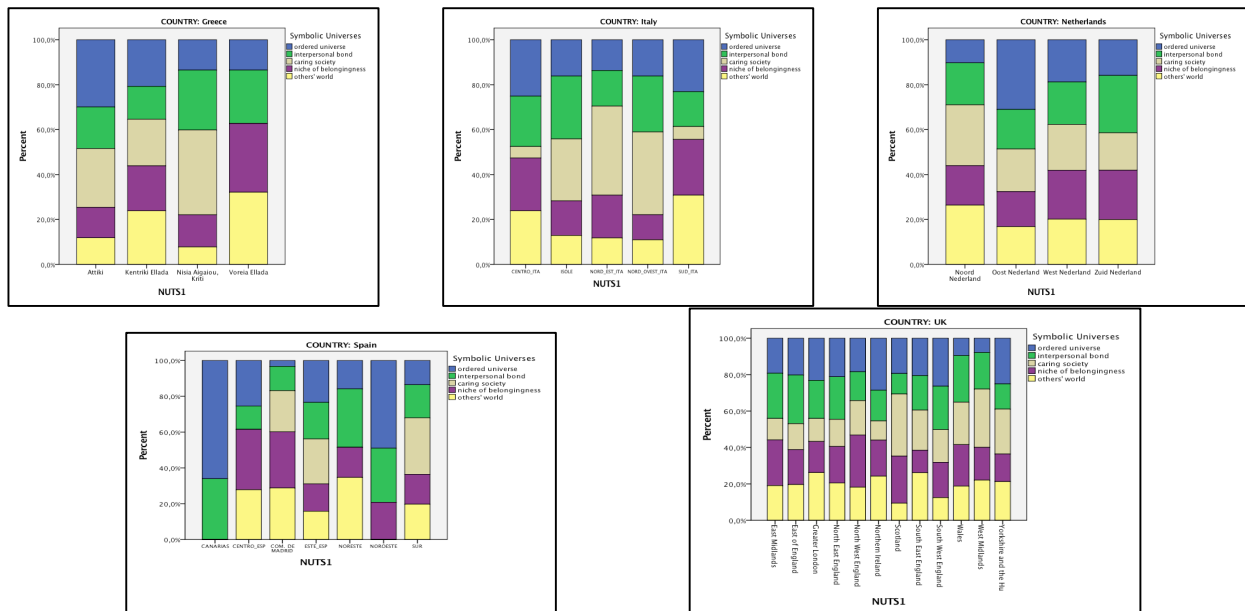 COUNTRY: Greece
Symbolic Universes
ordered universe
interpersonal bond
caring society
niche of belongingness
others' world
100,0%
80,0%
60,0%
40,0%
20,0%
0,0%
Percent
Attiki
Kentriki Ellada
Nisia Aigaiou,
Kriti
Voreia Ellada
NUTS1
COUNTRY: Italy
Symbolic Universes
ordered universe
interpersonal bond
caring society
niche of belongingness
others' world
100,0%
80,0%
60,0%
40,0%
20,0%
0,0%
Percent
CENTRO_ITA
ISOLE
NORD_EST_ITA
NORD_OVEST_ITA
SUD_ITA
NUTS1
COUNTRY: Netherlands
Symbolic Universes
ordered universe
interpersonal bond
caring society
niche of belongingness
others' world
100,0%
80,0%
60,0%
40,0%
20,0%
0,0%
Percent
Noord
Nederland
Oost Nederland
West Nederland
Zuid Nederland
NUTS1
COUNTRY: Spain
Symbolic Universes
ordered universe
interpersonal bond
caring society
niche of belongingness
others' world
100,0%
80,0%
60,0%
40,0%
20,0%
0,0%
Percent
CANARIAS
CENTRO_ESP
COM. DE
MADRID
ESTE_ESP
NORESTE
NOROESTE
SUR
NUTS1
COUNTRY: UK
Symbolic Universes
ordered universe
interpersonal bond
caring society
niche of belongingness
others' world
100,0%
80,0%
60,0%
40,0%
20,0%
0,0%
Percent
East Midlands
East of England
Greater London
North East England
North West England
Northern Ireland
Scotland
South East England
South West England
Wales
West Midlands
Yorkshire and the Hu
NUTS1